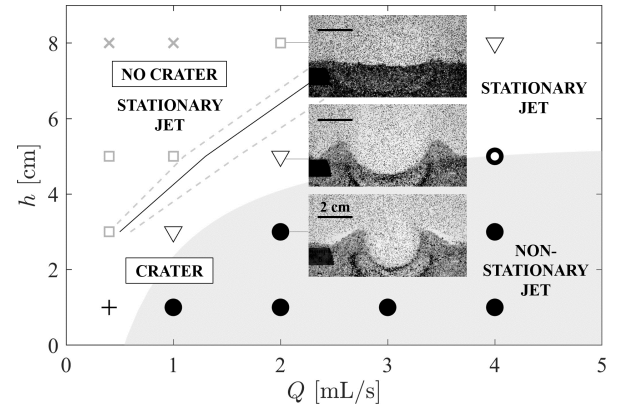 8
6
4
2
0
h [cm]
NO CRATER
STATIONARY
JET
STATIONARY
JET
2 cm
CRATER
NON-
STATIONARY
JET
0 1 2 3 4 5
Q [mL/s]